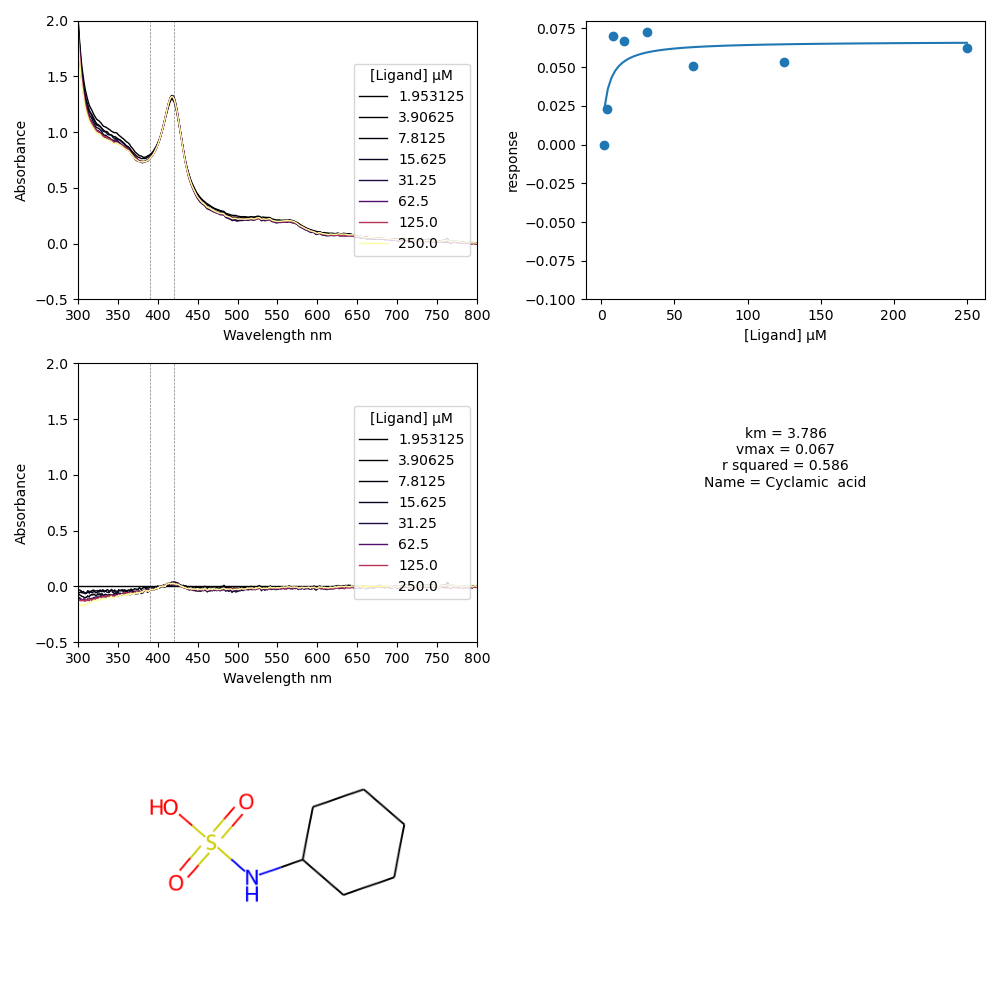 2.0
1.5
1.0
0.5
0.0
−0.5
Absorbance
300 350 400 450 500 550 600 650 700 750 800
Wavelength nm
[Ligand] μM
1.953125
3.90625
7.8125
15.625
31.25
62.5
125.0
250.0
0.075
0.050
0.025
0.000
−0.025
−0.050
−0.075
−0.100
response
0 50 100 150 200 250
[Ligand] μM
2.0
1.5
1.0
0.5
0.0
−0.5
Absorbance
300 350 400 450 500 550 600 650 700 750 800
Wavelength nm
[Ligand] μM
1.953125
3.90625
7.8125
15.625
31.25
62.5
125.0
250.0
km = 3.786
vmax = 0.067
r squared = 0.586
Name = Cyclamic  acid
HO
O
S
O
N
H